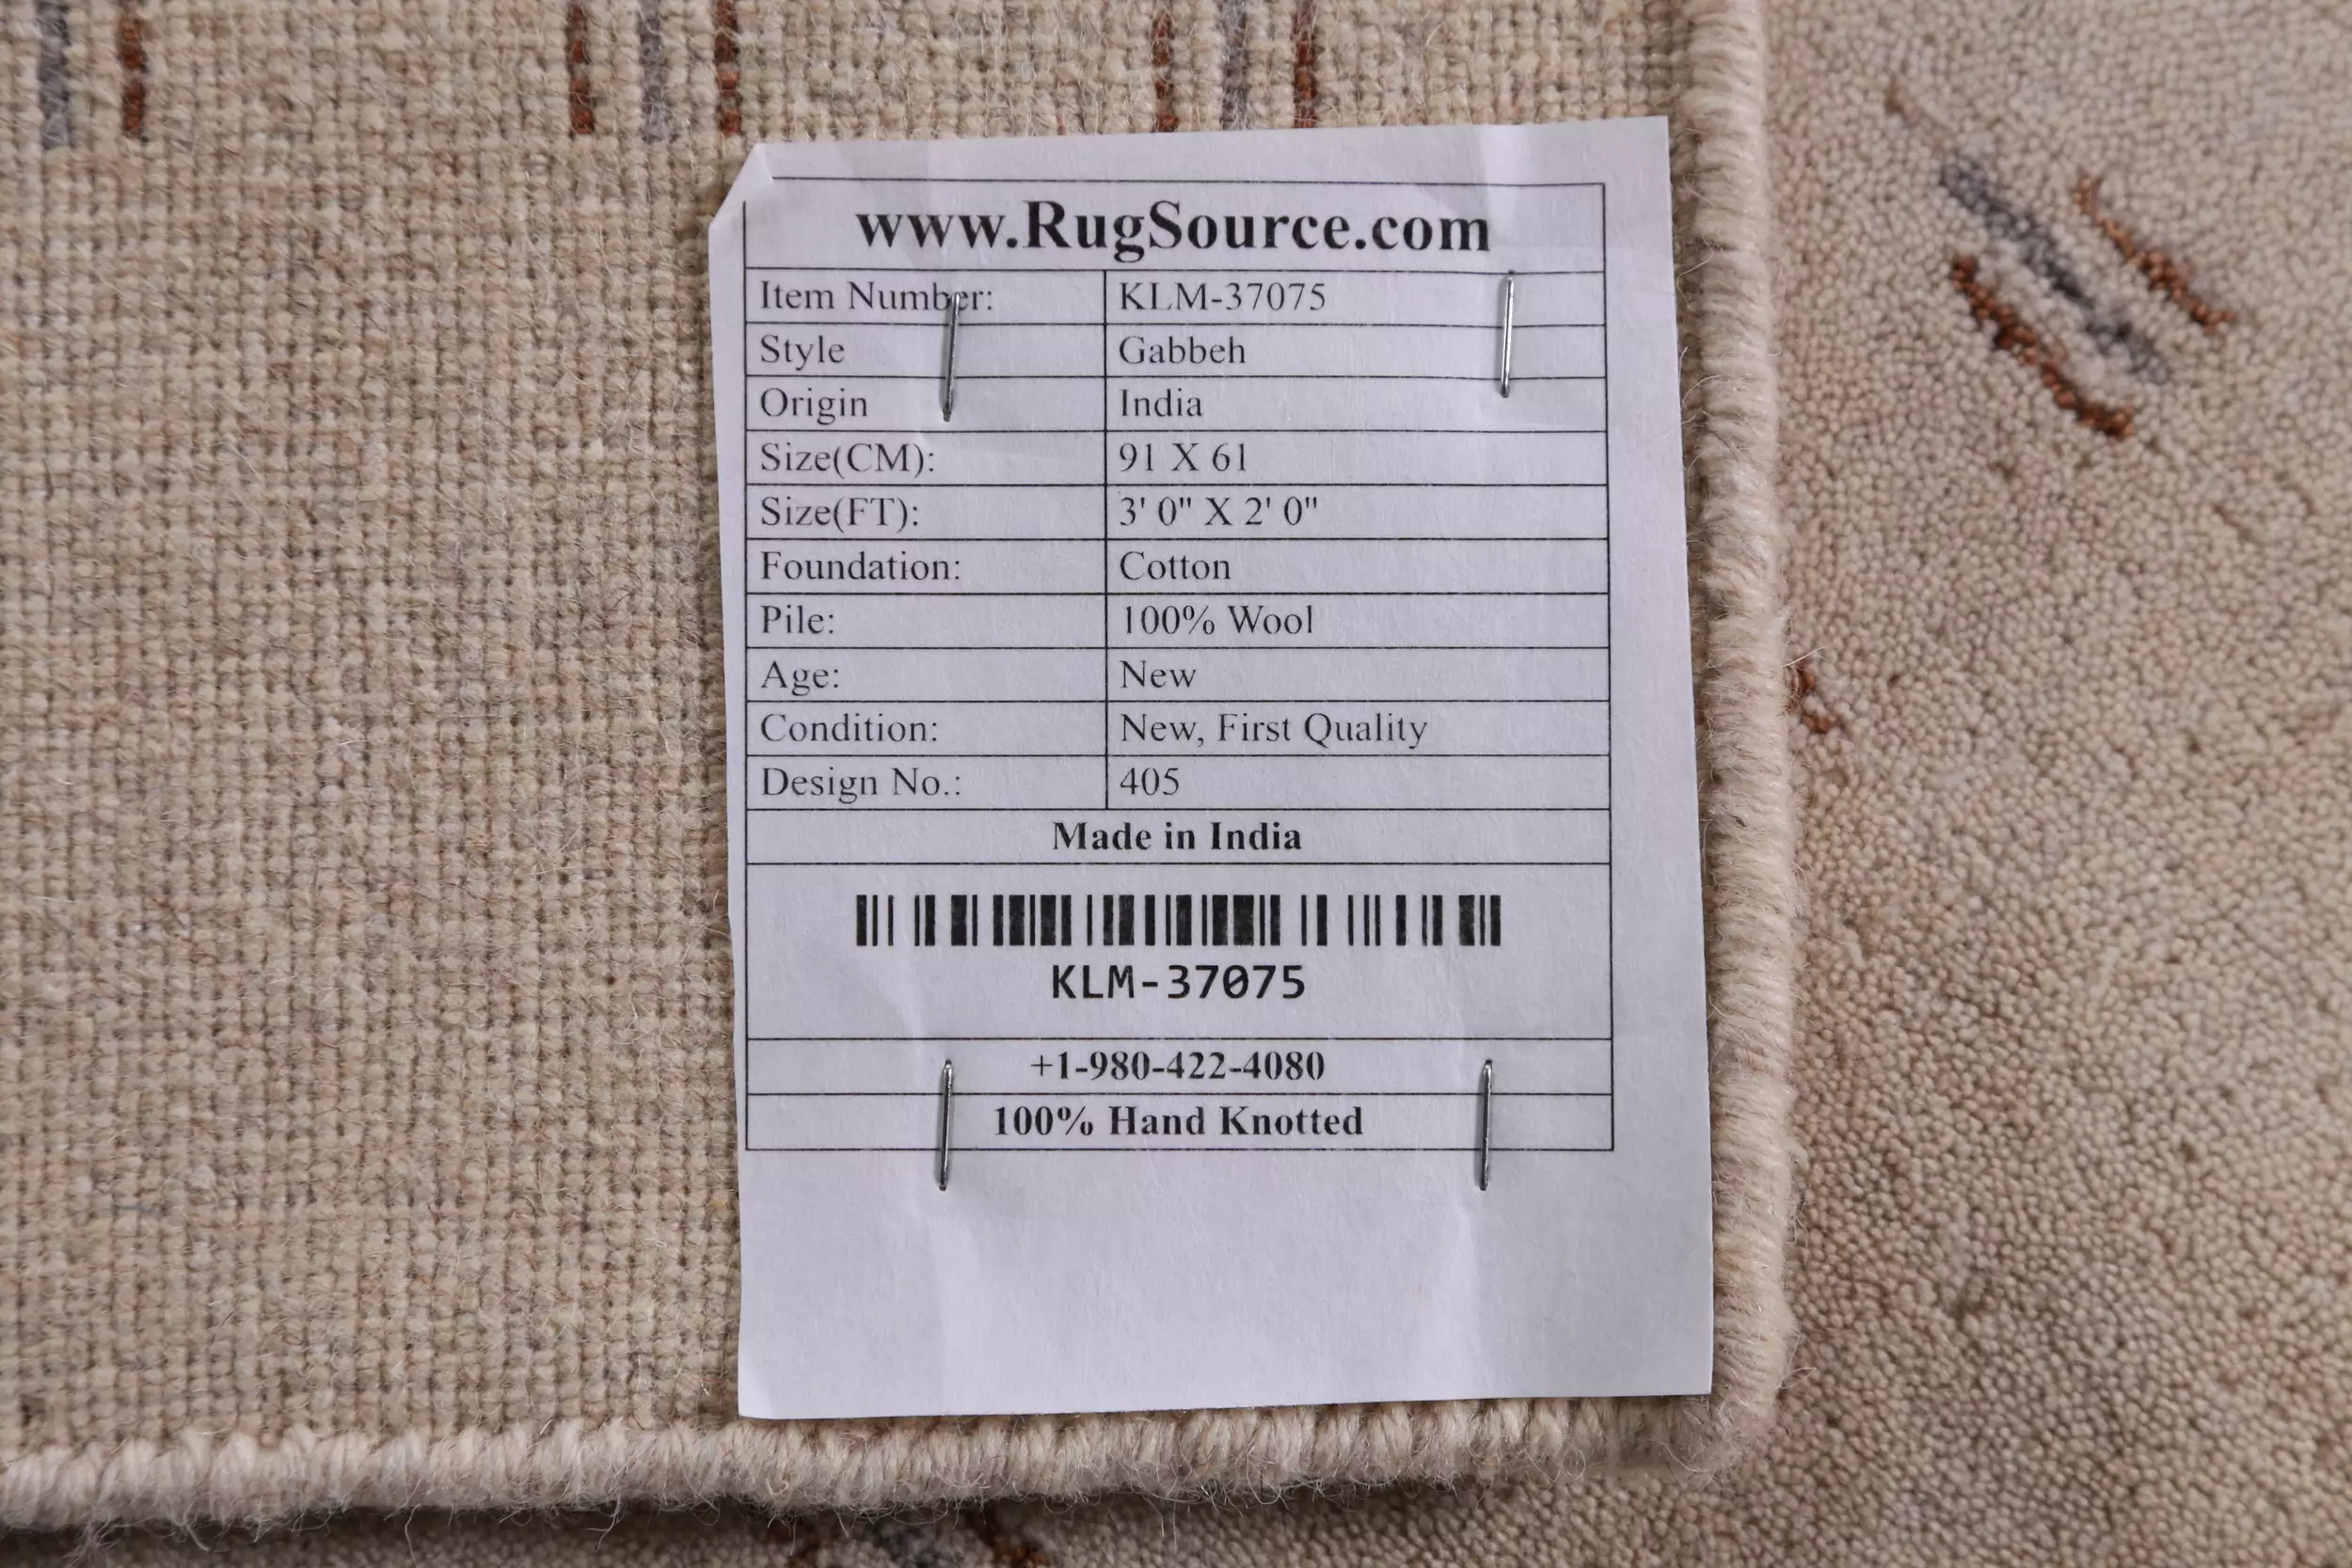 www.RugSource.com
Item Number: KLM-37075
Style Gabbeh
Origin India
Size(CM): 91 X 61
Size(FT): 3' 0" X 2' 0"
Foundation: Cotton
Pile: 100% Wool
Age: New
Condition: New, First Quality
Design No.: 405
Made in India
KLM-37075
+1-980-422-4080
100% Hand Knotted